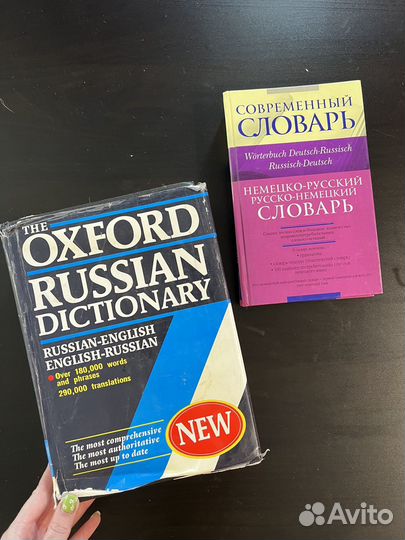 THE
OXFORD
RUSSIAN
DICTIONARY
RUSSIAN-ENGLISH
ENGLISH-RUSSIAN
Over 180,000 words
and phrases
290,000 translations
The most comprehensive
The most authoritative
The most up to date
NEW
СОВРЕМЕННЫЙ
СЛОВАРЬ
Wörterbuch Deutsch-Russisch
Russisch-Deutsch
НЕМЕЦКО-РУССКИЙ
РУССКО-НЕМЕЦКИЙ
СЛОВАРЬ
Avito